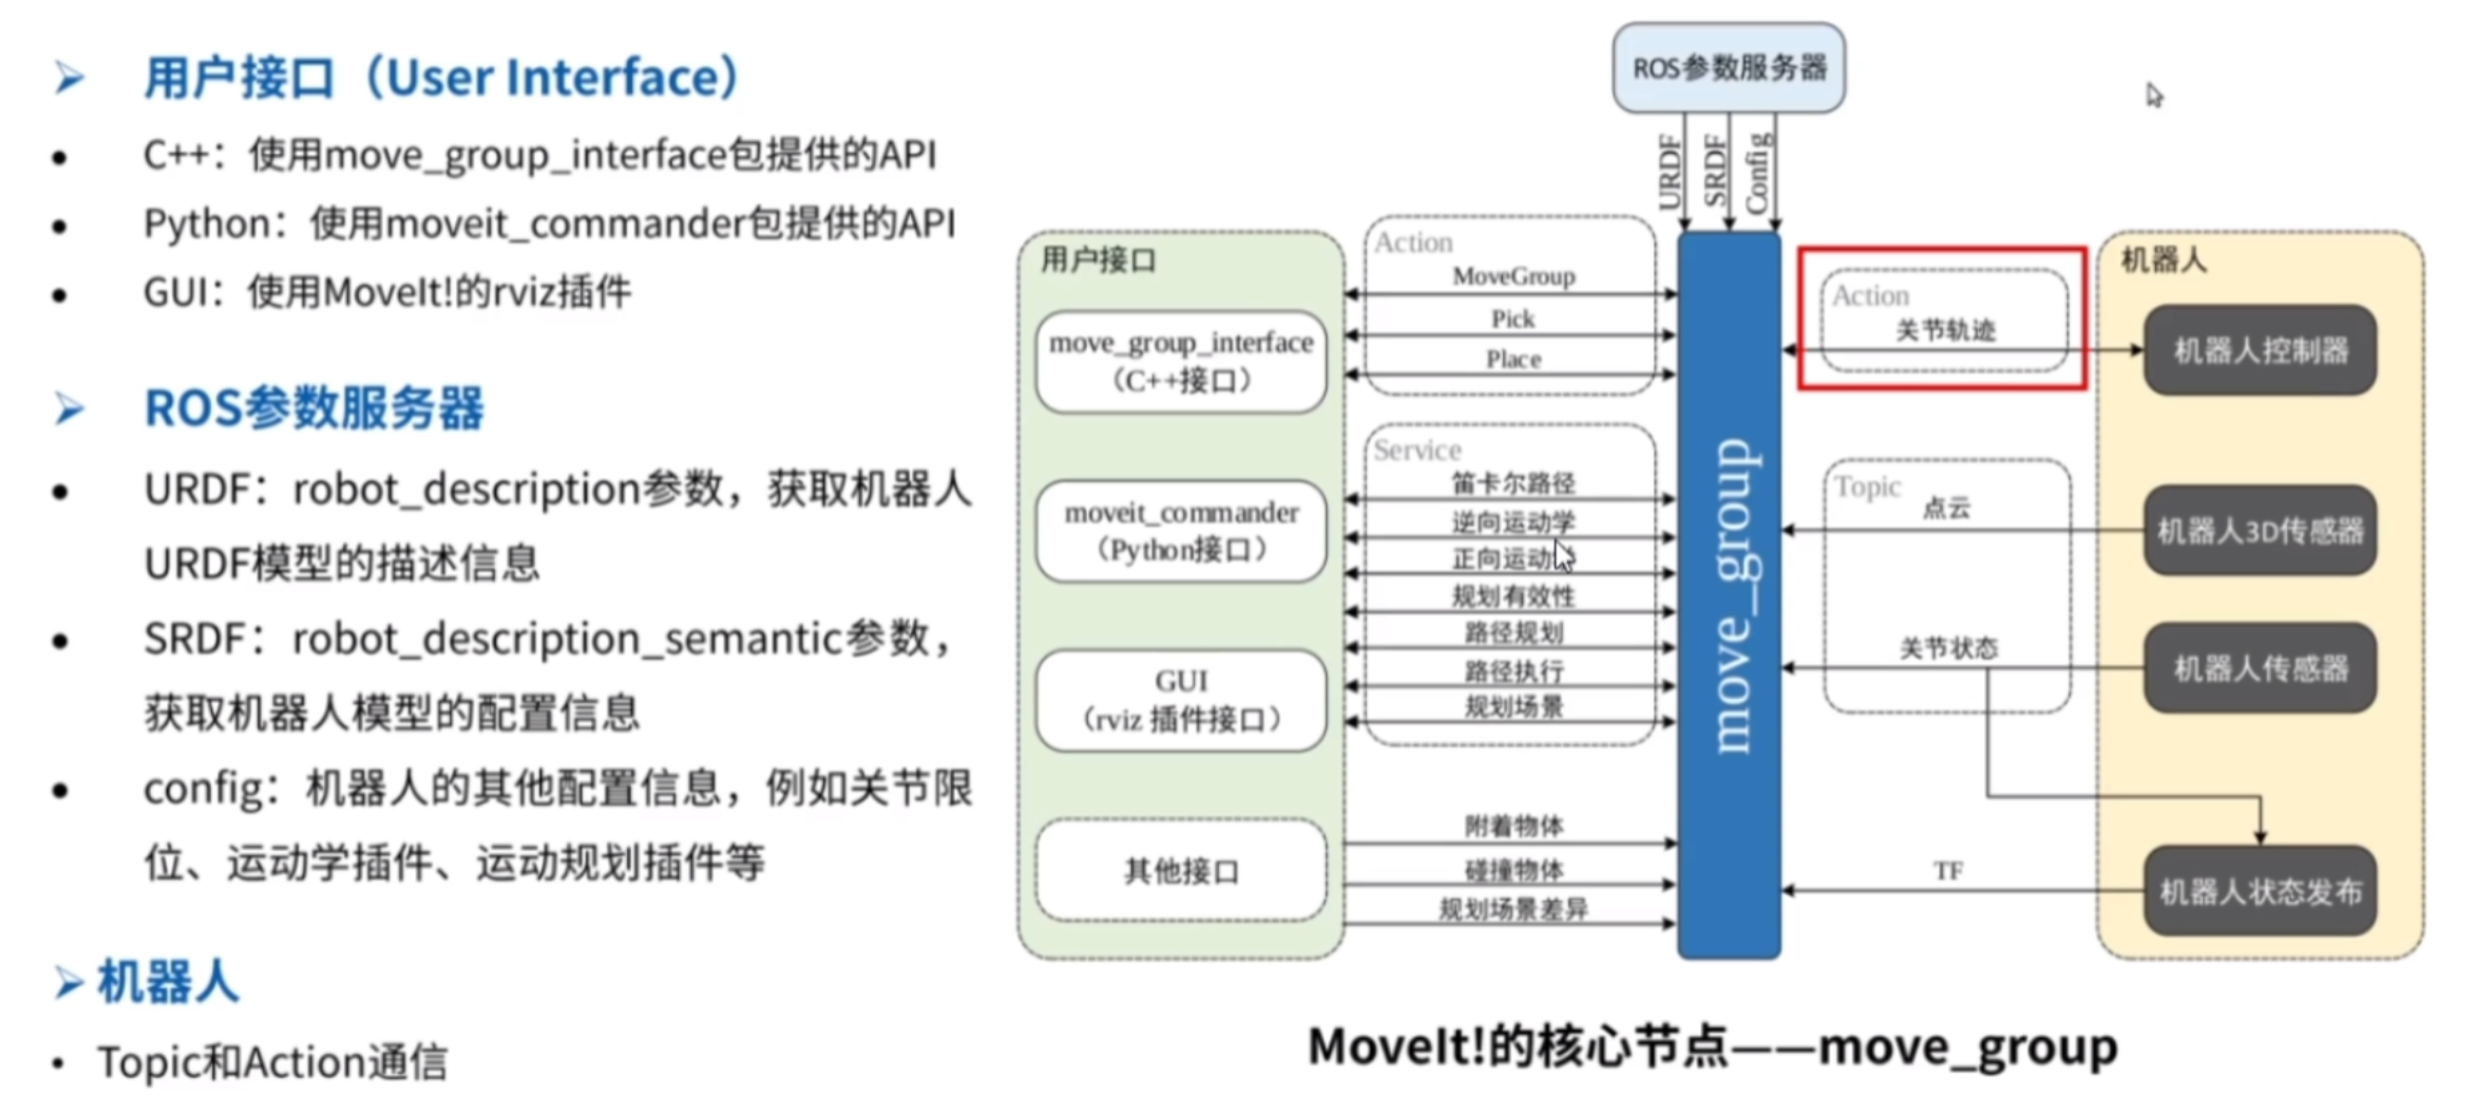 用户接口（User Interface）
C++：使用move_group_interface包提供的API
Python：使用moveit_commander包提供的API
GUI：使用MoveIt!的rviz插件
ROS参数服务器
URDF：robot_description参数，获取机器人
URDF模型的描述信息
SRDF：robot_description_semantic参数，
获取机器人模型的配置信息
config：机器人的其他配置信息，例如关节限
位、运动学插件、运动规划插件等
机器人
Topic和Action通信
ROS参数服务器
URDF
SRDF
Config
用户接口
move_group_interface
（C++接口）
moveit_commander
（Python接口）
GUI
（rviz 插件接口）
其他接口
Action
MoveGroup
Pick
Place
Service
笛卡尔路径
逆向运动学
正向运动学
规划有效性
路径规划
路径执行
规划场景
附着物体
碰撞物体
规划场景差异
move_group
Action
关节轨迹
Topic
点云
关节状态
TF
机器人
机器人控制器
机器人3D传感器
机器人传感器
机器人状态发布
MoveIt!的核心节点——move_group